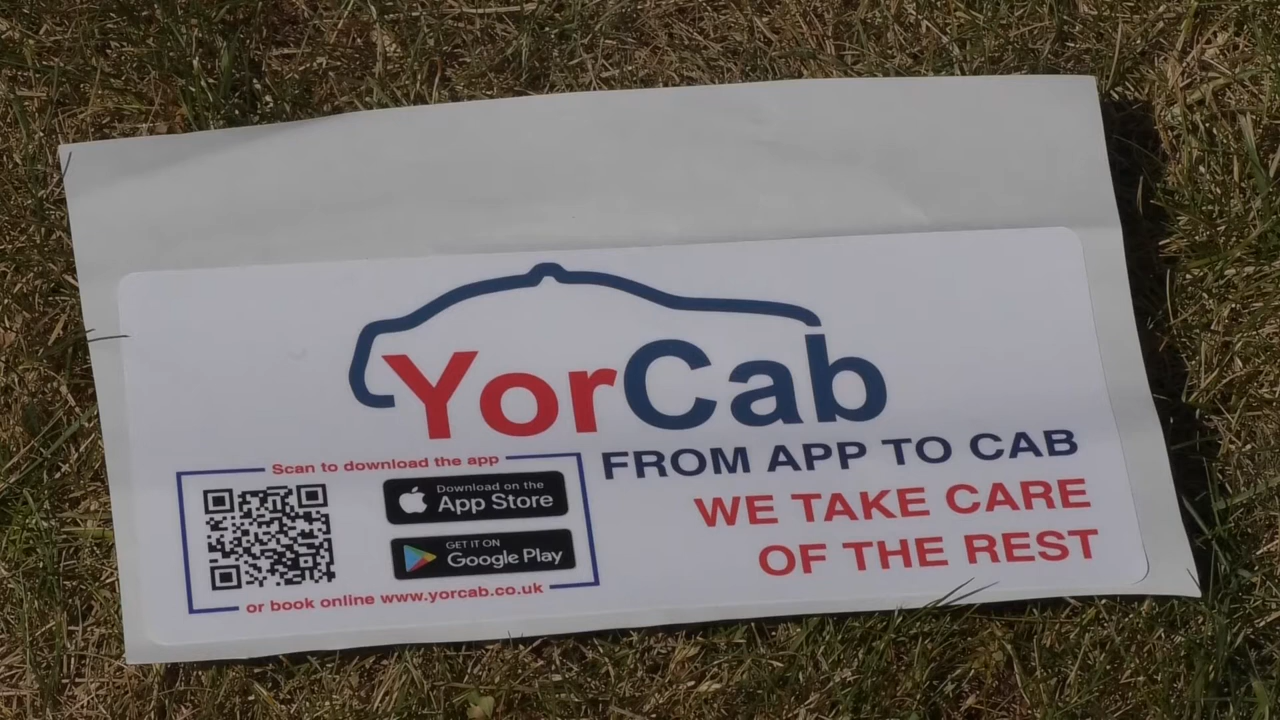 YorCab
FROM APP TO CAB
WE TAKE CARE
OF THE REST
Scan to download the app
Download on the
App Store
GET IT ON
Google Play
or book online www.yorcab.co.uk